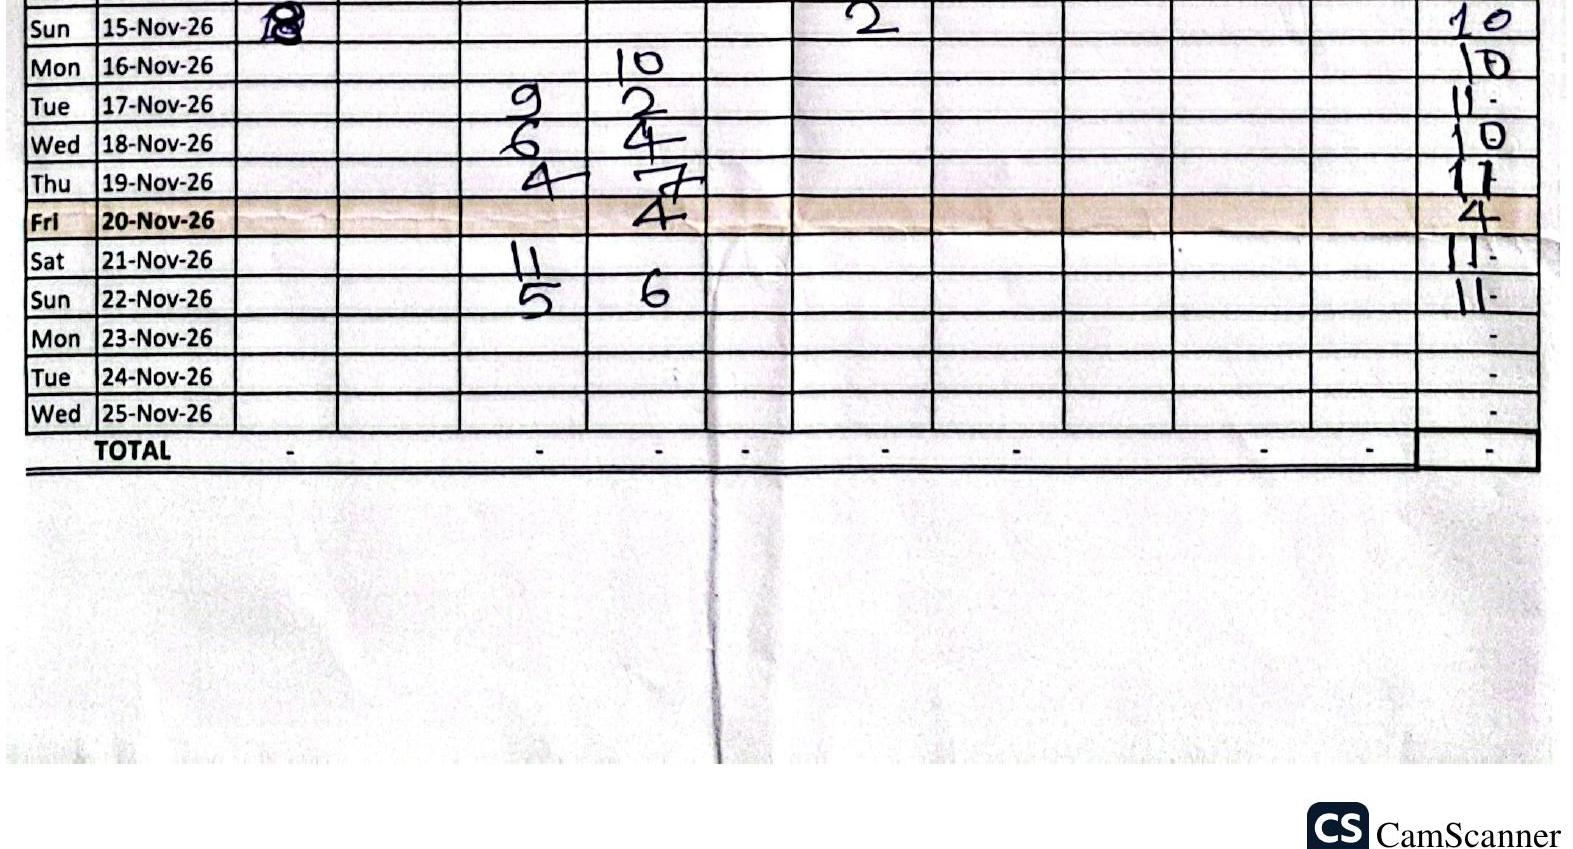 Sun 15-Nov-26 8 2 10
Mon 16-Nov-26 10 10
Tue 17-Nov-26 9 2 11 -
Wed 18-Nov-26 6 4 10
Thu 19-Nov-26 4 7 11
Fri 20-Nov-26 4 4
Sat 21-Nov-26 11 11 -
Sun 22-Nov-26 5 6 11 -
Mon 23-Nov-26 -
Tue 24-Nov-26 -
Wed 25-Nov-26 -
TOTAL - - - - - - - - -
CS CamScanner